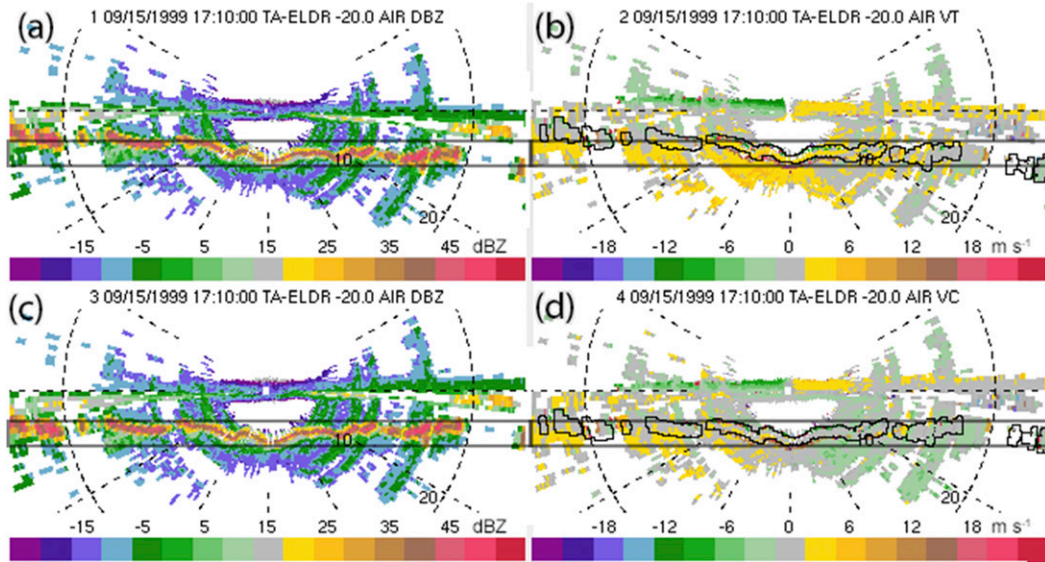 (a) 1 09/15/1999 17:10:00 TA-ELDR -20.0 AIR DBZ
10
20
-15 -5 5 15 25 35 45 dBZ
(b) 2 09/15/1999 17:10:00 TA-ELDR -20.0 AIR VT
10
20
-18 -12 -6 0 6 12 18 m s⁻¹
(c) 3 09/15/1999 17:10:00 TA-ELDR -20.0 AIR DBZ
10
20
-15 -5 5 15 25 35 45 dBZ
(d) 4 09/15/1999 17:10:00 TA-ELDR -20.0 AIR VC
10
20
-18 -12 -6 0 6 12 18 m s⁻¹